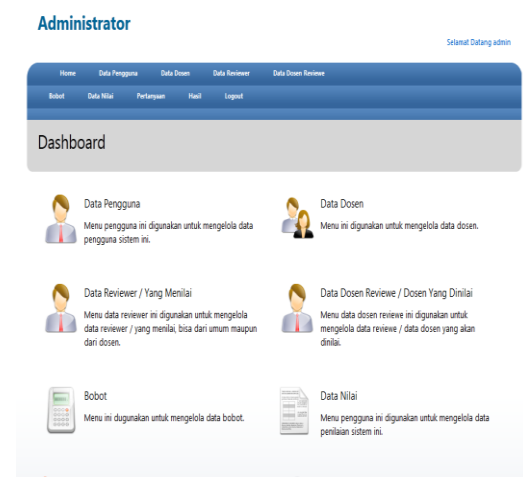 Administrator
Selamat Datang admin
Home Data Pengguna Data Dosen Data Reviewer Data Dosen Reviewe
Bobot Data Nilai Pertanyaan Hasil Logout
Dashboard
Data Pengguna
Menu pengguna ini digunakan untuk mengelola data
pengguna sistem ini.
Data Dosen
Menu ini digunakan untuk mengelola data dosen.
Data Reviewer / Yang Menilai
Menu data reviewer ini digunakan untuk mengelola
data reviewer / yang menilai, bisa dari umum maupun
dari dosen.
Data Dosen Reviewe / Dosen Yang Dinilai
Menu data dosen reviewe ini digunakan untuk
mengelola data reviewe / data dosen yang akan
dinilai.
Bobot
Menu ini dugunakan untuk mengelola data bobot.
Data Nilai
Menu pengguna ini digunakan untuk mengelola data
penilaian sistem ini.